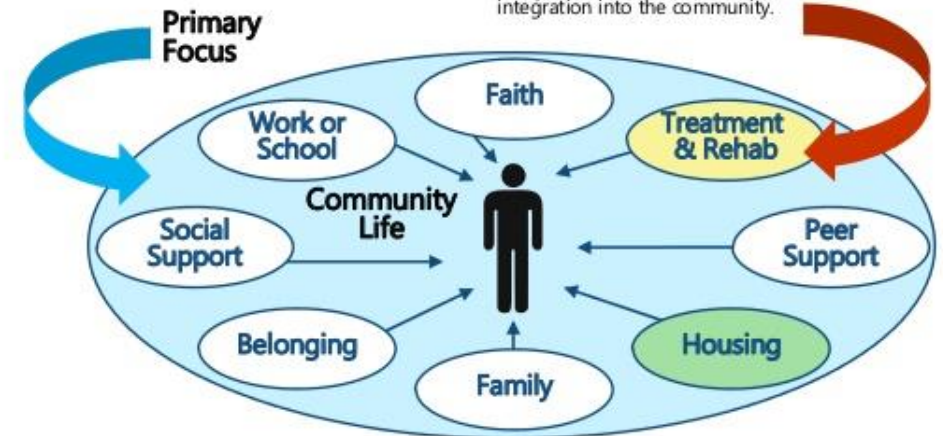 integration into the community.
Primary
Focus
Faith
Work or
School
Treatment
& Rehab
Community
Life
Social
Support
Peer
Support
Belonging
Housing
Family